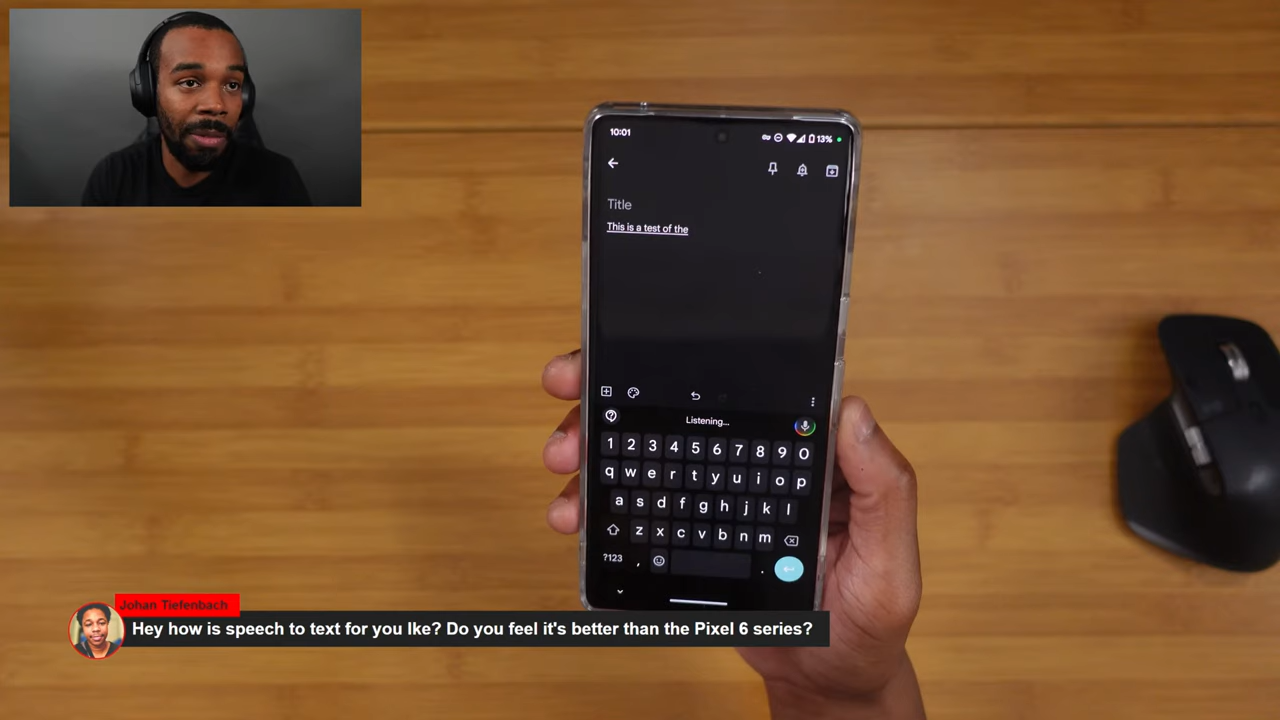 10:01
13%
Title
This is a test of the
Listening...
1 2 3 4 5 6 7 8 9 0
q w e r t y u i o p
a s d f g h j k l
z x c v b n m
?123 , .
Johan Tiefenbach
Hey how is speech to text for you Ike? Do you feel it's better than the Pixel 6 series?